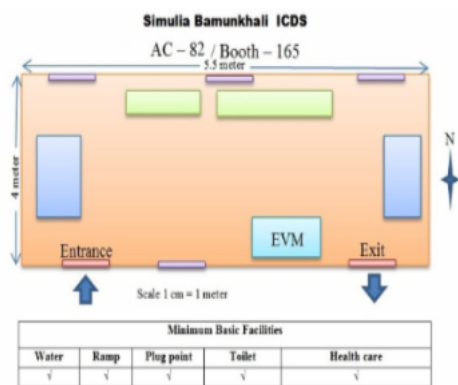 Simulia Bamunkhali ICDS
AC – 82 / Booth – 165
5.5 meter
4 meter
N
EVM
Entrance
Exit
Scale 1 cm = 1 meter
Minimum Basic Facilities
Water Ramp Plug point Toilet Health care
√ √ √ √ √